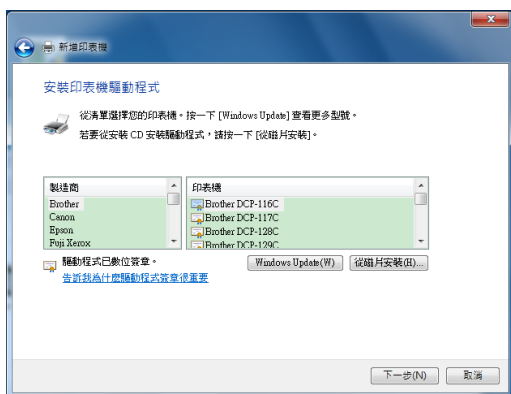 新增印表機
安裝印表機驅動程式
從清單選擇您的印表機。按一下 [Windows Update] 查看更多型號。
若要從安裝 CD 安裝驅動程式，請按一下 [從磁片安裝]。
製造商
Brother
Canon
Epson
Fuji Xerox
印表機
Brother DCP-116C
Brother DCP-117C
Brother DCP-128C
Brother DCP-129C
驅動程式已數位簽章。
告訴我為什麼驅動程式簽章很重要
Windows Update(W)
從磁片安裝(H)...
下一步(N)
取消